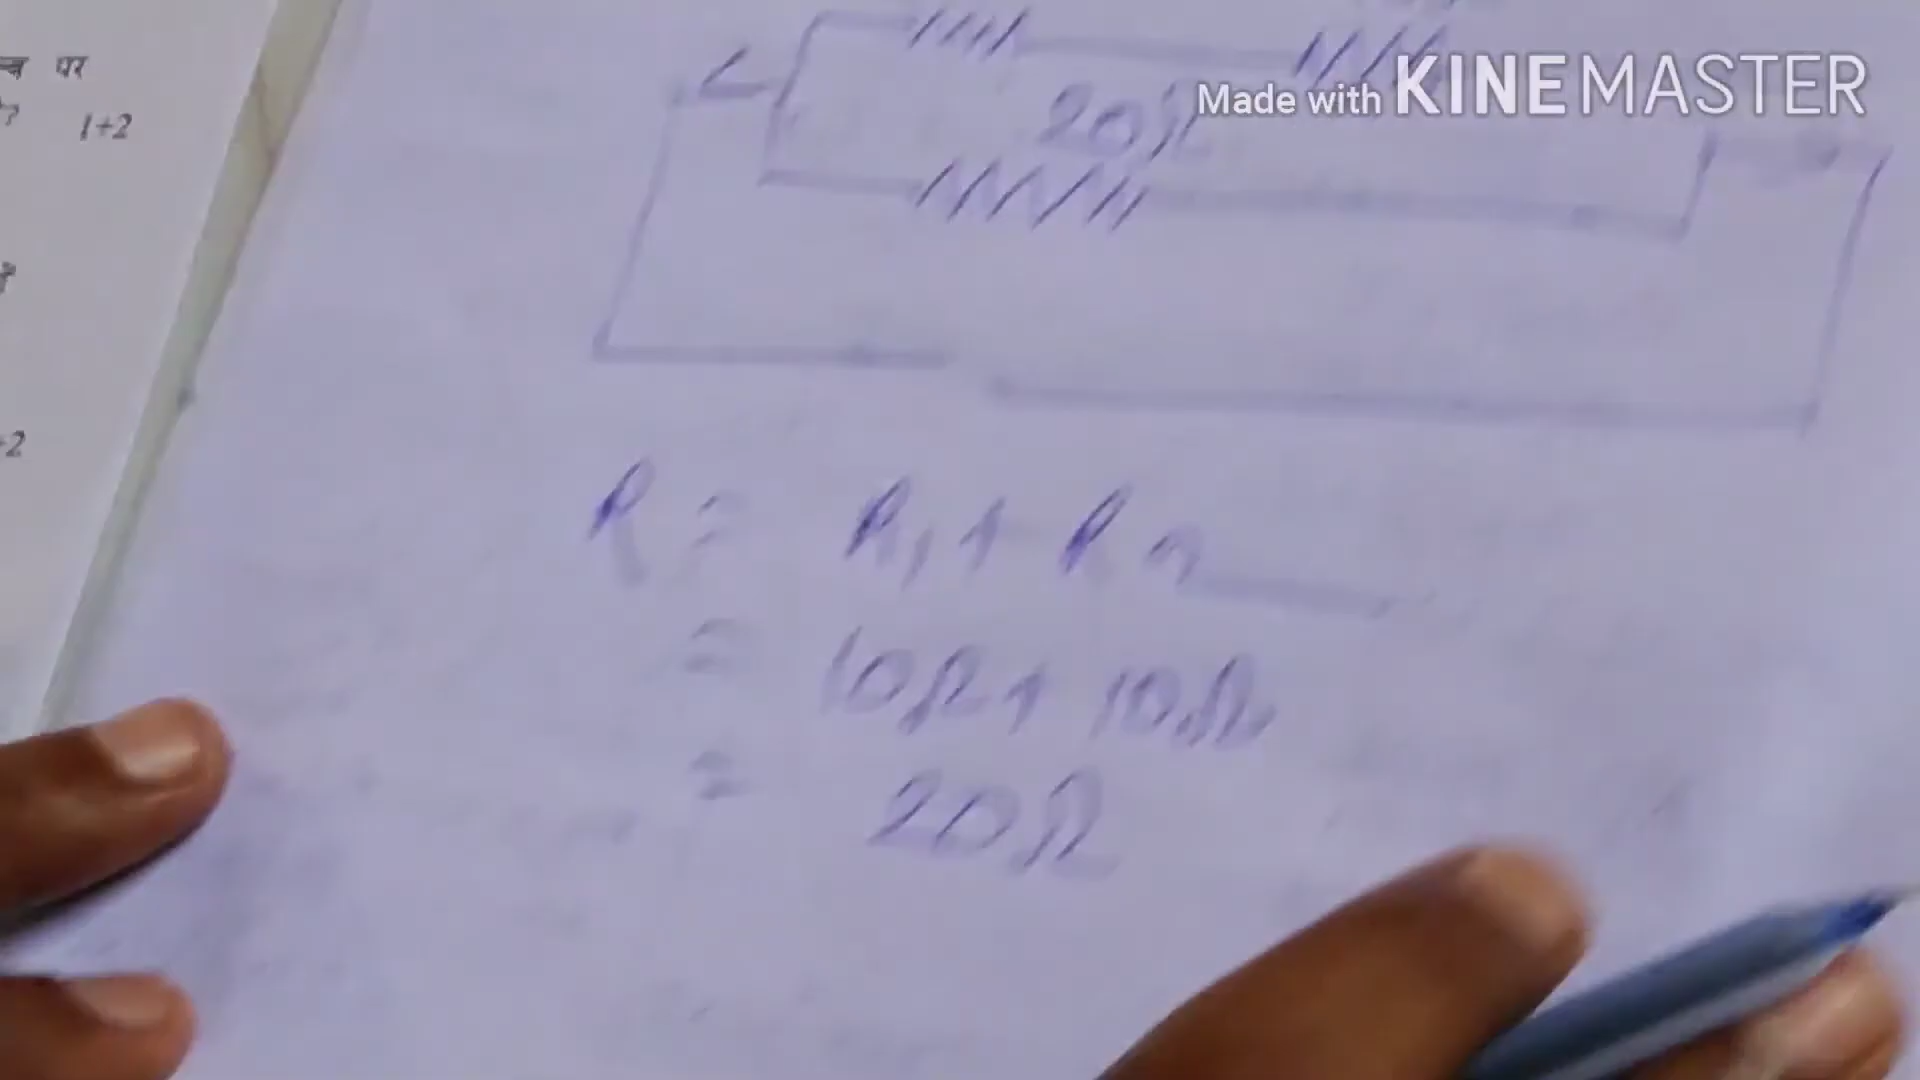 पर
1+2
Made with KINEMASTER
20Ω
R = R1+ R2
= 10Ω + 10Ω
= 20Ω